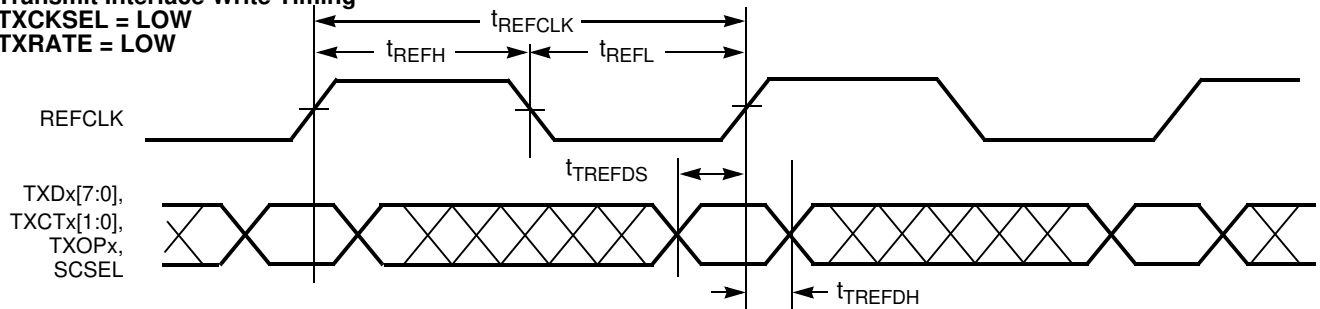 Transmit Interface Write Timing
TXCKSEL = LOW
TXRATE = LOW
tREFCLK
tREFH
tREFL
REFCLK
tTREFDS
TXDx[7:0],
TXCTx[1:0],
TXOPx,
SCSEL
tTREFDH